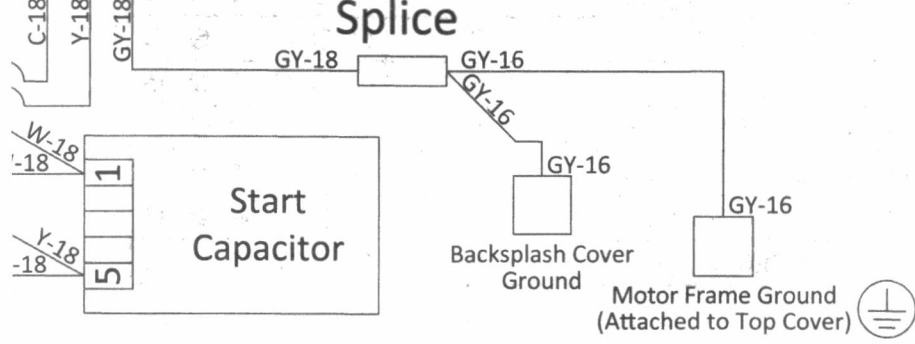 C-18
Y-18
GY-18
Splice
GY-18
GY-16
GY-16
GY-16
GY-16
W-18
-18
1
Start
Capacitor
Y-18
-18
5
Backsplash Cover
Ground
Motor Frame Ground
(Attached to Top Cover)